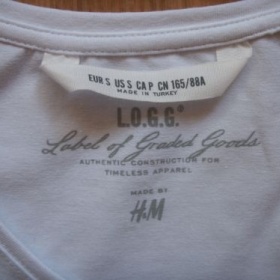 EUR S US S CA P CN 165/88A
MADE IN TURKEY
L.O.G.G.®
Label of Graded Goods
AUTHENTIC CONSTRUCTION FOR
TIMELESS APPAREL
MADE BY
H&M